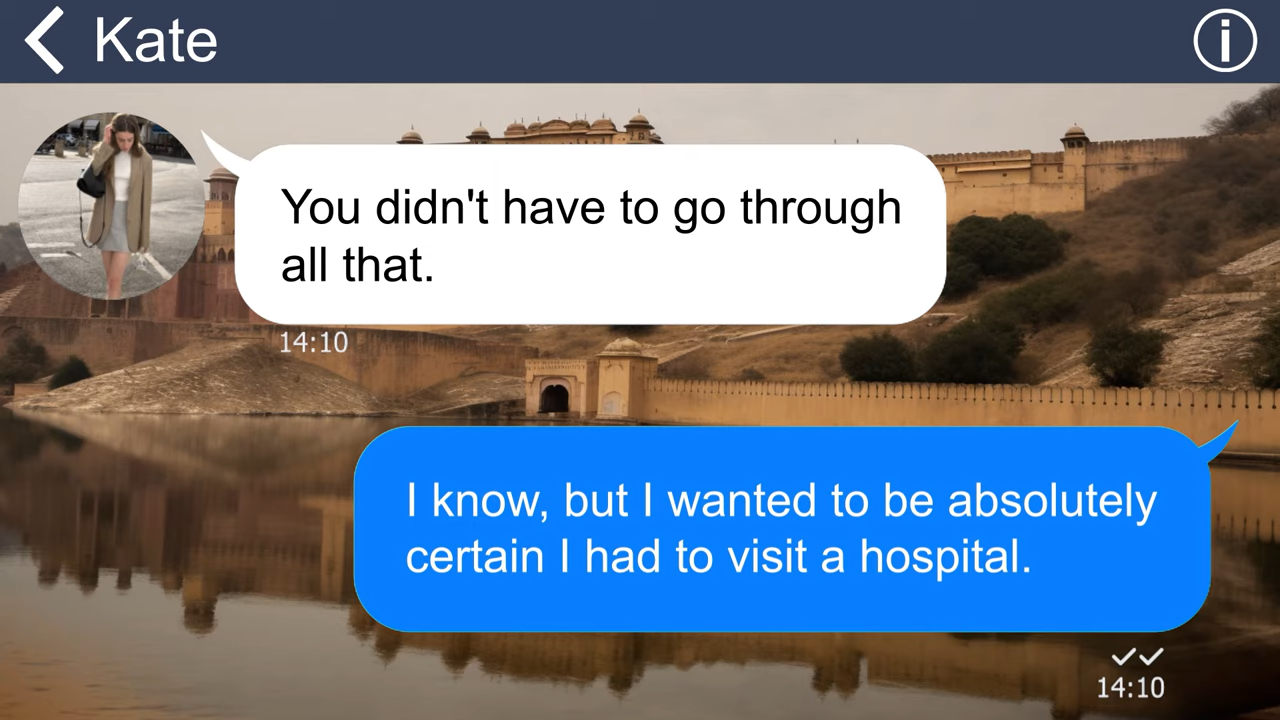 Kate
You didn't have to go through
all that.
14:10
I know, but I wanted to be absolutely
certain I had to visit a hospital.
14:10